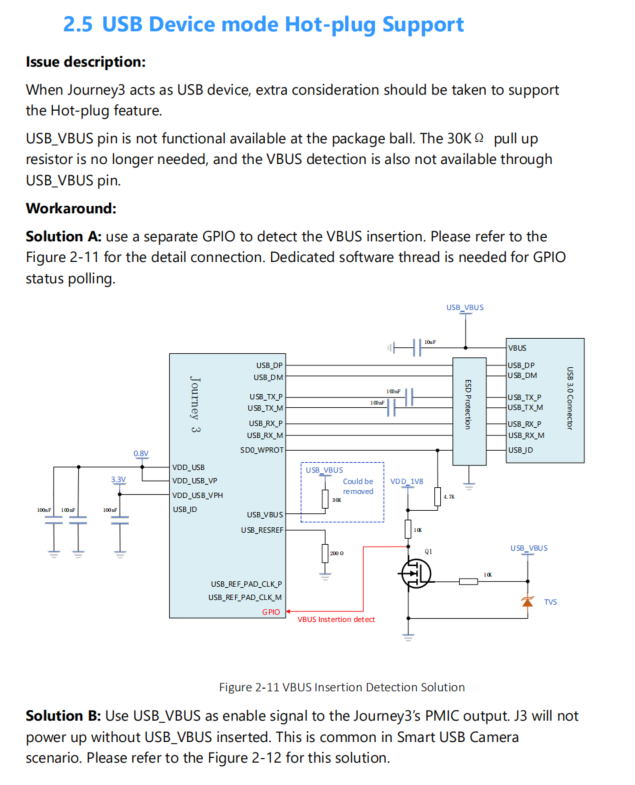 2.5 USB Device mode Hot-plug Support
Issue description:
When Journey3 acts as USB device, extra consideration should be taken to support
the Hot-plug feature.
USB_VBUS pin is not functional available at the package ball. The 30KΩ pull up
resistor is no longer needed, and the VBUS detection is also not available through
USB_VBUS pin.
Workaround:
Solution A: use a separate GPIO to detect the VBUS insertion. Please refer to the
Figure 2-11 for the detail connection. Dedicated software thread is needed for GPIO
status polling.
USB_VBUS
10uF
VBUS
USB_DP
USB_DM
USB_TX_P
USB_TX_M
USB_RX_P
USB_RX_M
USB_ID
USB 3.0 Connector
ESD Protection
100nF
100nF
Journey 3
USB_DP
USB_DM
USB_TX_P
USB_TX_M
USB_RX_P
USB_RX_M
SD0_WPROT
0.8V
3.3V
VDD_USB
VDD_USB_VP
VDD_USB_VPH
USB_ID
100nF
100nF
100nF
USB_VBUS
Could be
removed
30K
VDD_1V8
4.7K
10K
USB_VBUS
USB_RESREF
200 Ω
Q1
USB_VBUS
10K
TVS
USB_REF_PAD_CLK_P
USB_REF_PAD_CLK_M
GPIO
VBUS Instertion detect
Figure 2-11 VBUS Insertion Detection Solution
Solution B: Use USB_VBUS as enable signal to the Journey3's PMIC output. J3 will not
power up without USB_VBUS inserted. This is common in Smart USB Camera
scenario. Please refer to the Figure 2-12 for this solution.